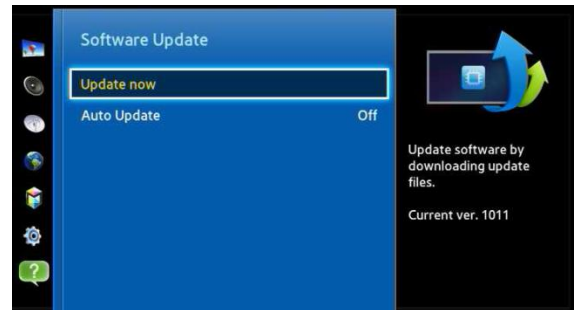 Software Update
Update now
Auto Update Off
Update software by
downloading update
files.
Current ver. 1011
?